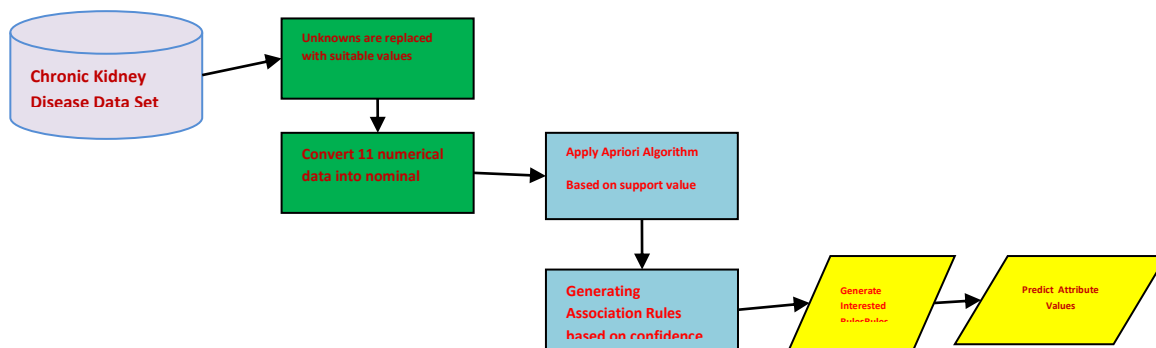 Chronic Kidney
Disease Data Set
Unknowns are replaced
with suitable values
Convert 11 numerical
data into nominal
Apply Apriori Algorithm
Based on support value
Generating
Association Rules
based on confidence
Generate
Interested
RulesRules
Predict Attribute
Values